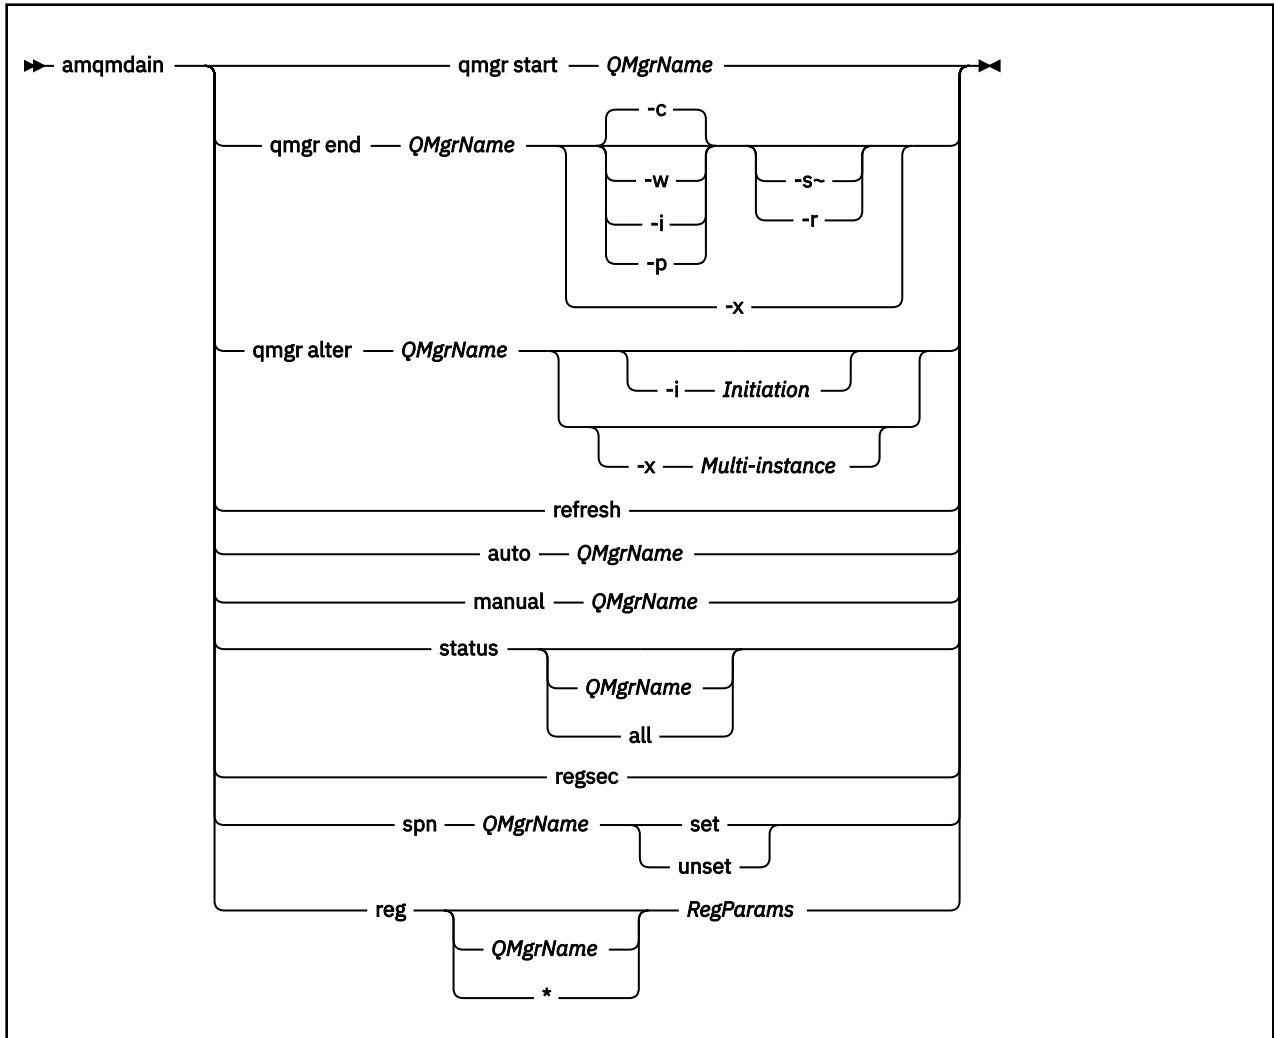 amqmdain qmgr start QMgrName
-c
qmgr end QMgrName
-w -s~
-i -r
-p
-x
qmgr alter QMgrName
-i Initiation
-x Multi-instance
refresh
auto QMgrName
manual QMgrName
status
QMgrName
all
regsec
spn QMgrName set
unset
reg RegParams
QMgrName
*